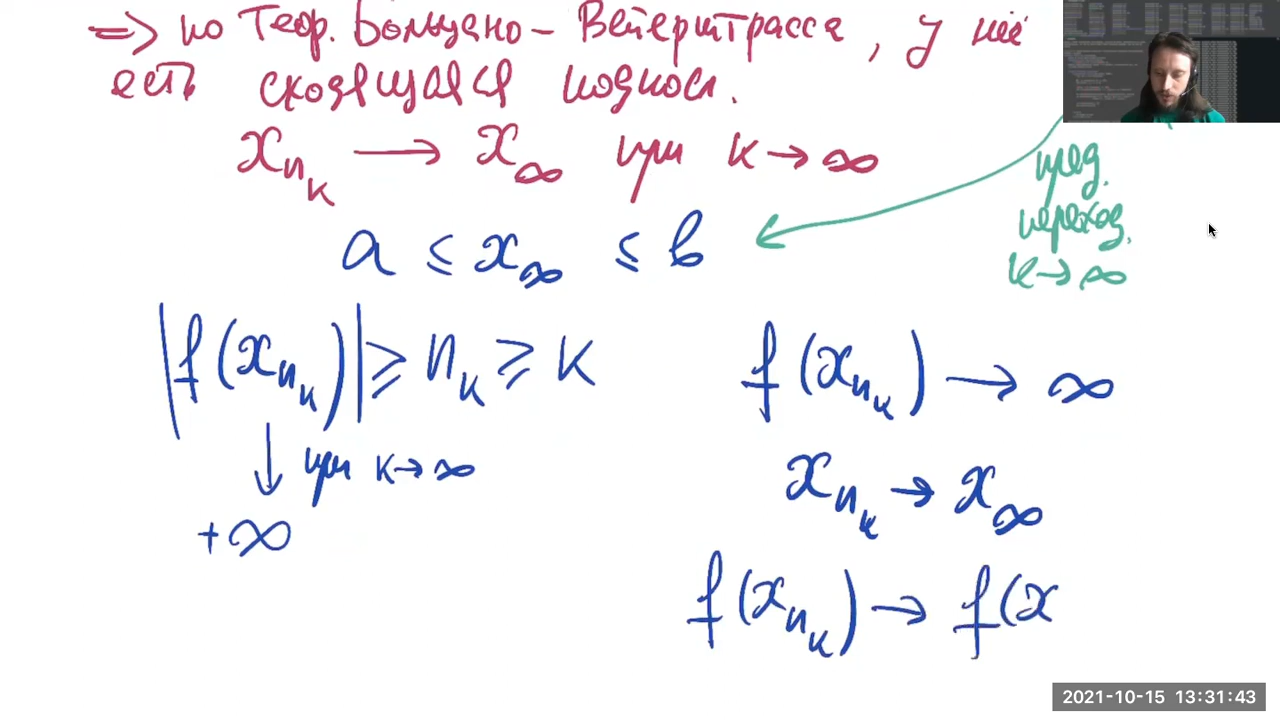 => по Теор. Больцано – Вейерштрасса, у неё
есть сходящаяся подпосл.
x_{n_k} → x_∞ при k → ∞
пред.
переход.
k → ∞
a ≤ x_∞ ≤ b
|f(x_{n_k})| ≥ n_k ≥ k
f(x_{n_k}) → ∞
↓ при k → ∞
+∞
x_{n_k} → x_∞
f(x_{n_k}) → f(x
2021-10-15 13:31:43